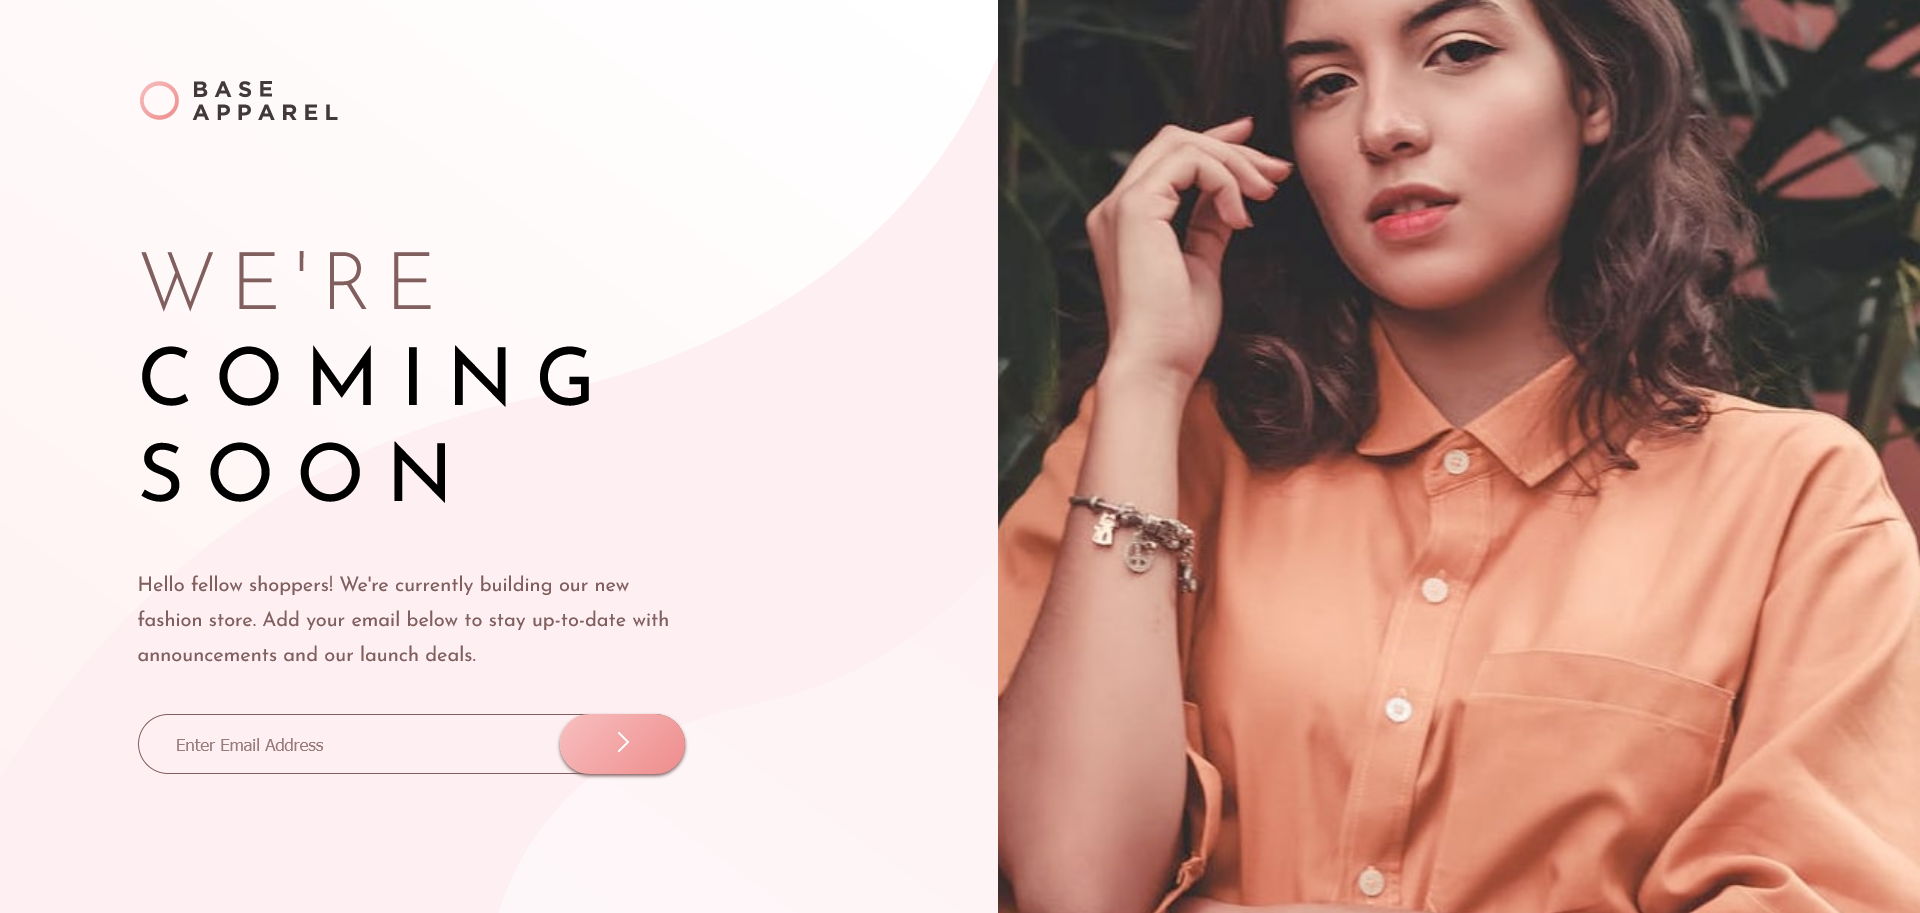 BASE
APPAREL
WE'RE
COMING
SOON
Hello fellow shoppers! We're currently building our new
fashion store. Add your email below to stay up-to-date with
announcements and our launch deals.
Enter Email Address